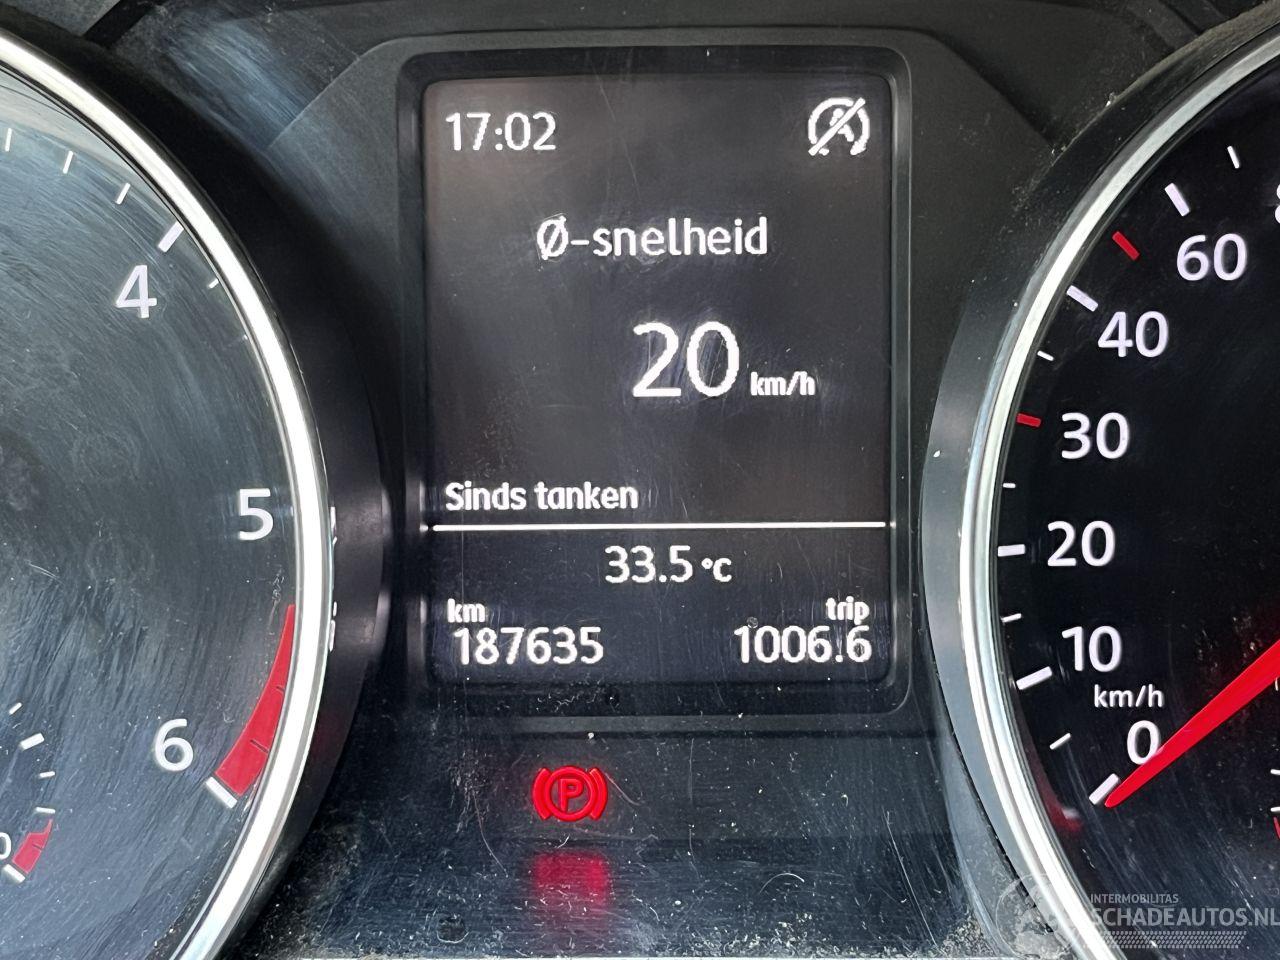 17:02
Ø-snelheid
20 km/h
Sinds tanken
33.5 °C
km trip
187635 1006.6
P
4
5
6
60
40
30
20
10
km/h
0
INTERMOBILITAS
SCHADEAUTOS.NL